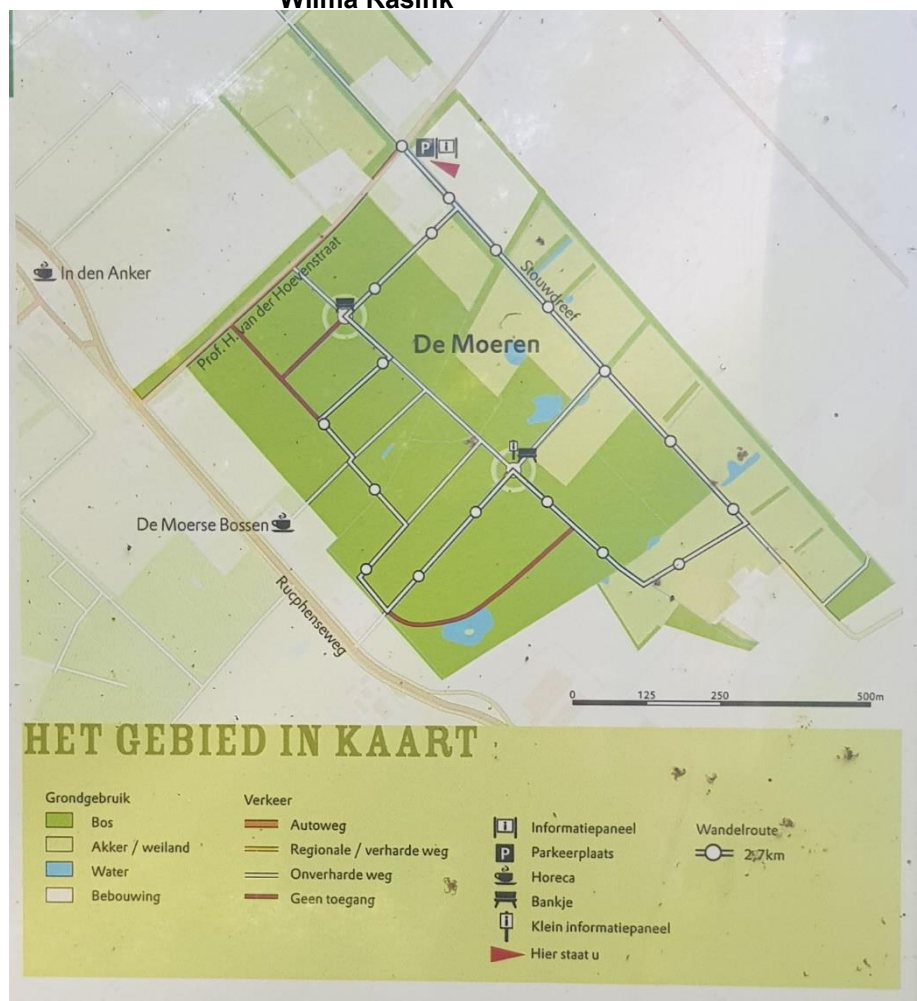 Wilma Rasink
P
i
In den Anker
Prof. H. van der Hoevenstraat
Stouwdreef
De Moeren
De Moerse Bossen
Rucphenseweg
0 125 250 500m
HET GEBIED IN KAART
Grondgebruik
Bos
Akker / weiland
Water
Bebouwing
Verkeer
Autoweg
Regionale / verharde weg
Onverharde weg
Geen toegang
i Informatiepaneel
P Parkeerplaats
Horeca
Bankje
i Klein informatiepaneel
Hier staat u
Wandelroute
2,7km